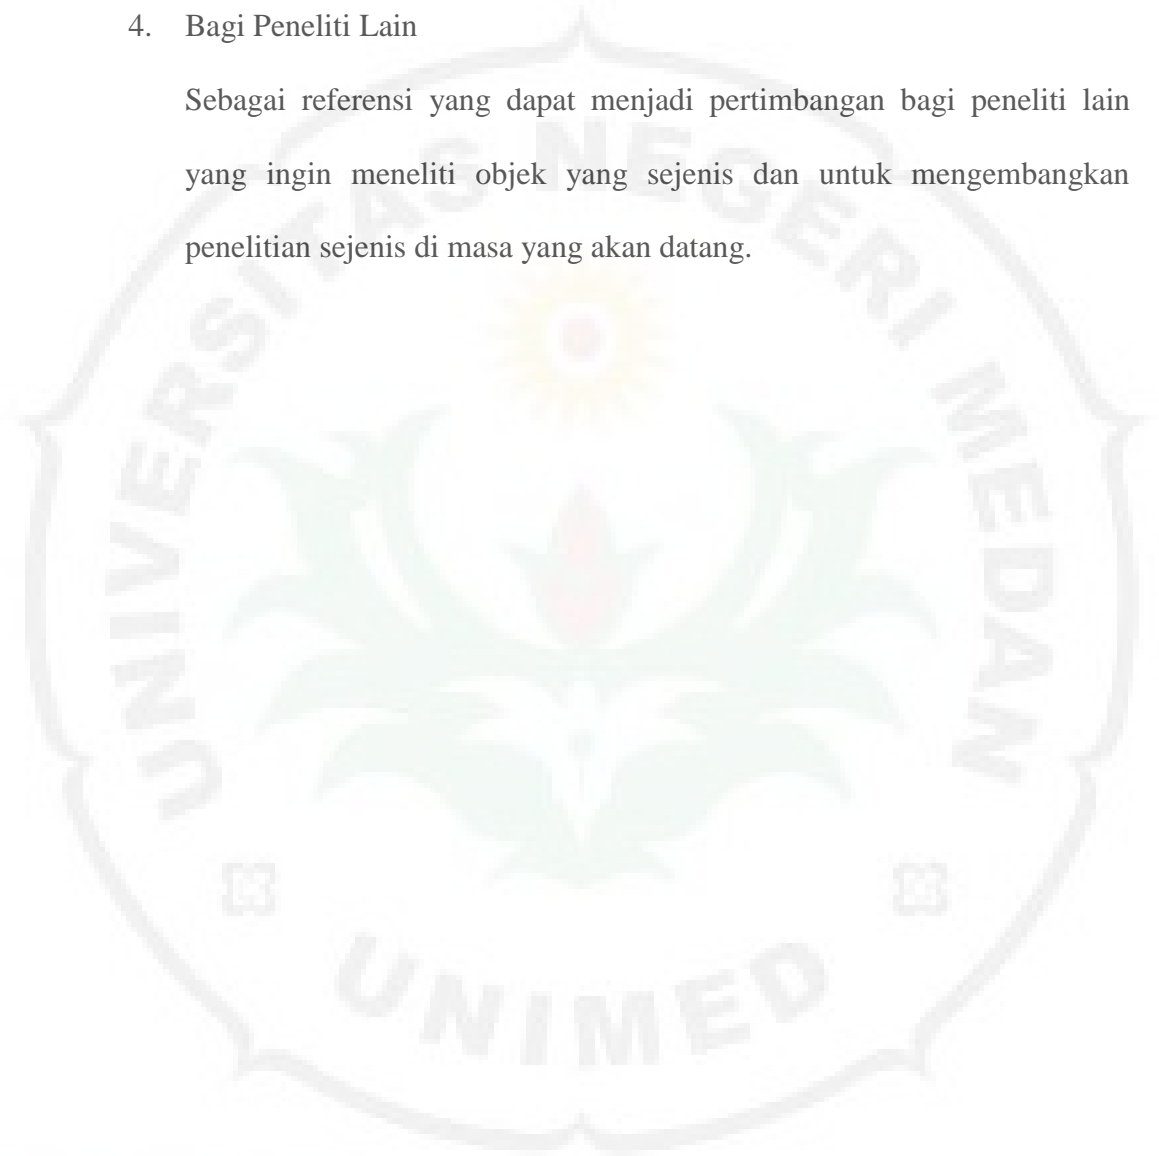 4. Bagi Peneliti Lain
Sebagai referensi yang dapat menjadi pertimbangan bagi peneliti lain
yang ingin meneliti objek yang sejenis dan untuk mengembangkan
penelitian sejenis di masa yang akan datang.
UNIVERSITAS NEGERI MEDAN
UNIMED